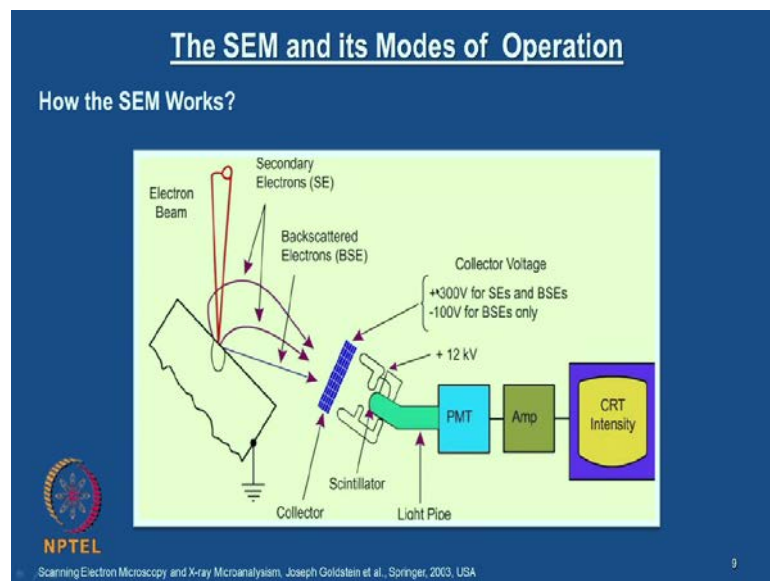 The SEM and its Modes of Operation
How the SEM Works?
Secondary
Electrons (SE)
Electron
Beam
Backscattered
Electrons (BSE)
Collector Voltage
+300V for SEs and BSEs
-100V for BSEs only
+ 12 kV
PMT
Amp
CRT
Intensity
Scintillator
Collector
Light Pipe
NPTEL
Scanning Electron Microscopy and X-ray Microanalysism, Joseph Goldstein et al., Springer, 2003, USA
9